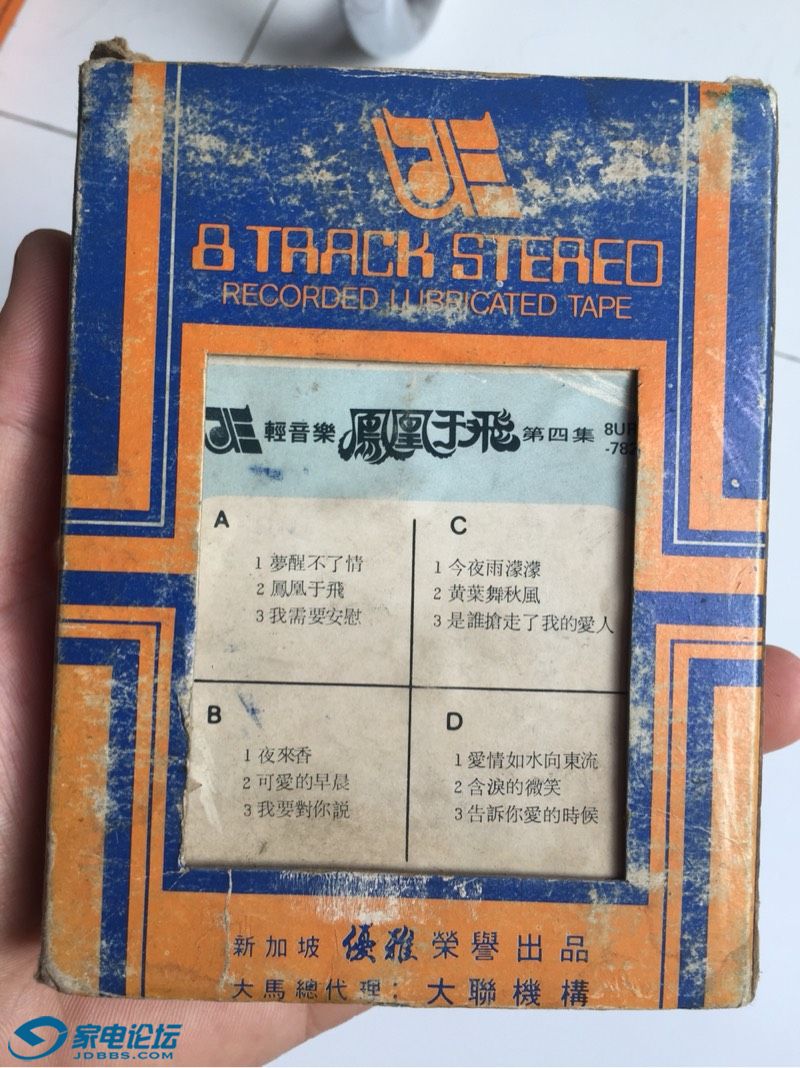 8 TRACK STEREO
RECORDED LUBRICATED TAPE
輕音樂 鳳凰于飛 第四集 8UE
-782
A
1 夢醒不了情
2 鳳凰于飛
3 我需要安慰
C
1 今夜雨濛濛
2 黃葉舞秋風
3 是誰搶走了我的愛人
B
1 夜來香
2 可愛的早晨
3 我要對你説
D
1 愛情如水向東流
2 含淚的微笑
3 告訴你愛的時候
新加坡 優雅 榮譽出品
大馬總代理：大聯機構
家电论坛
JDBBS.COM